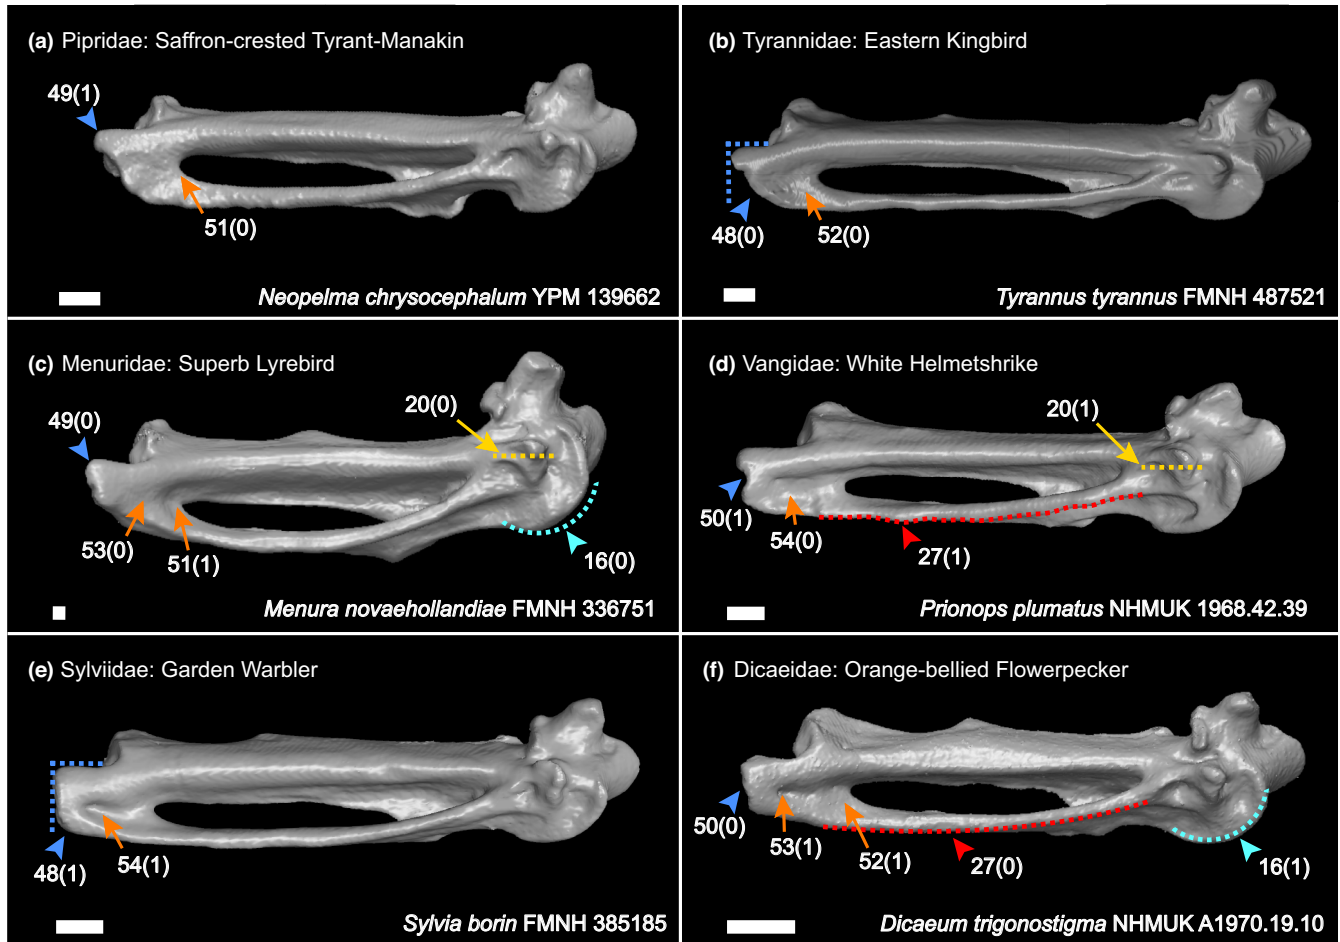 (a) Pipridae: Saffron-crested Tyrant-Manakin
49(1)
51(0)
Neopelma chrysocephalum YPM 139662
(b) Tyrannidae: Eastern Kingbird
48(0)
52(0)
Tyrannus tyrannus FMNH 487521
(c) Menuridae: Superb Lyrebird
20(0)
49(0)
53(0)
51(1)
16(0)
Menura novaehollandiae FMNH 336751
(d) Vangidae: White Helmetshrike
20(1)
50(1)
54(0)
27(1)
Prionops plumatus NHMUK 1968.42.39
(e) Sylviidae: Garden Warbler
48(1)
54(1)
Sylvia borin FMNH 385185
(f) Dicaeidae: Orange-bellied Flowerpecker
50(0)
53(1)
52(1)
27(0)
16(1)
Dicaeum trigonostigma NHMUK A1970.19.10